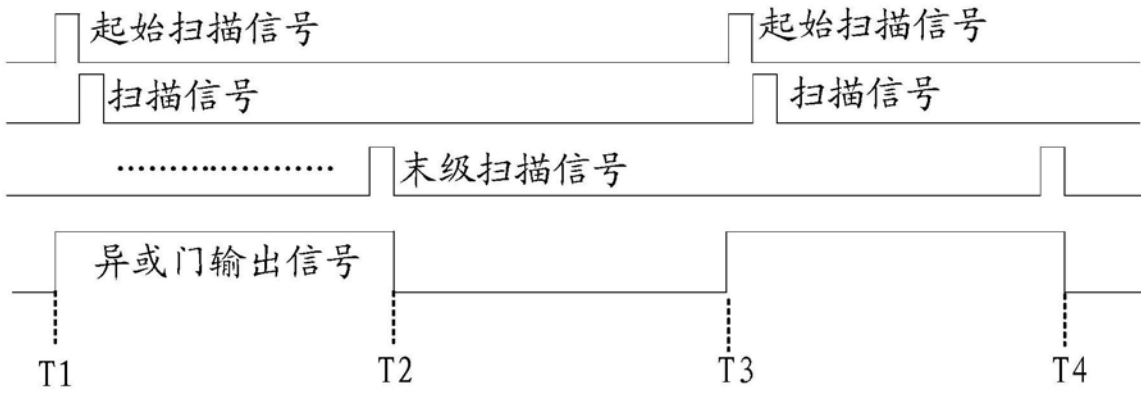 起始扫描信号 起始扫描信号
扫描信号 扫描信号
..................... 末级扫描信号
异或门输出信号
T1 T2 T3 T4